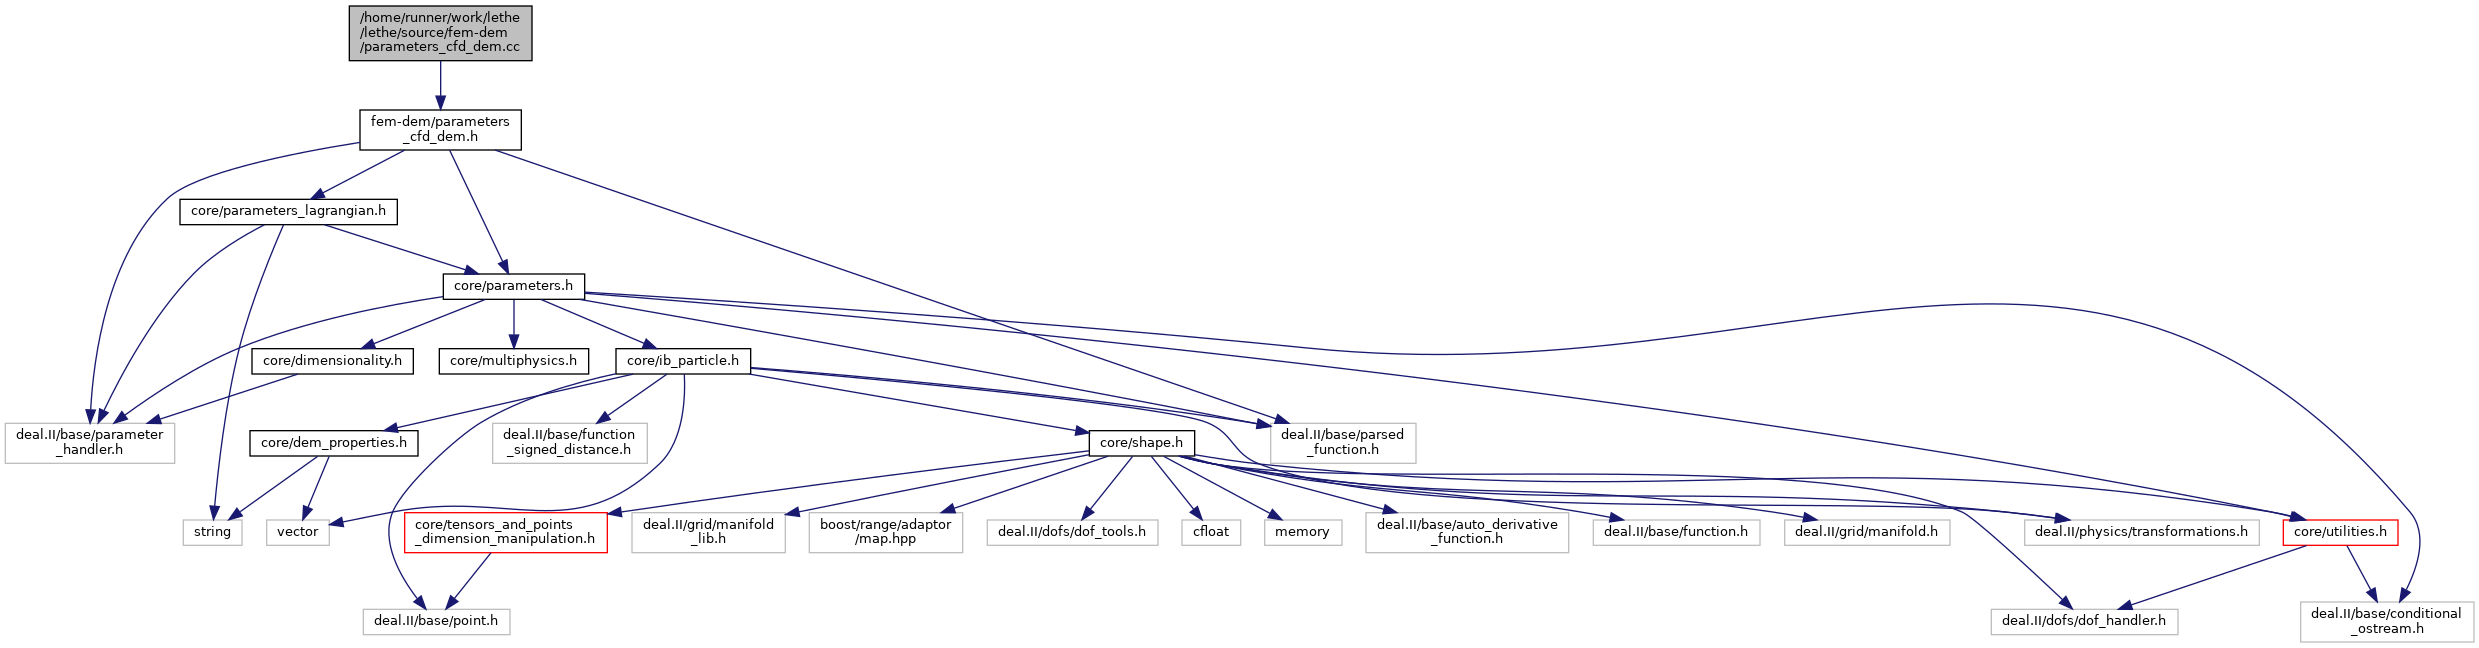 /home/runner/work/lethe
/lethe/source/fem-dem
/parameters_cfd_dem.cc
fem-dem/parameters
_cfd_dem.h
core/parameters_lagrangian.h
core/parameters.h
core/dimensionality.h
core/multiphysics.h
core/ib_particle.h
deal.II/base/parameter
_handler.h
core/dem_properties.h
deal.II/base/function
_signed_distance.h
core/shape.h
deal.II/base/parsed
_function.h
string
vector
core/tensors_and_points
_dimension_manipulation.h
deal.II/grid/manifold
_lib.h
boost/range/adaptor
/map.hpp
deal.II/dofs/dof_tools.h
cfloat
memory
deal.II/base/auto_derivative
_function.h
deal.II/base/function.h
deal.II/grid/manifold.h
deal.II/physics/transformations.h
core/utilities.h
deal.II/base/point.h
deal.II/dofs/dof_handler.h
deal.II/base/conditional
_ostream.h